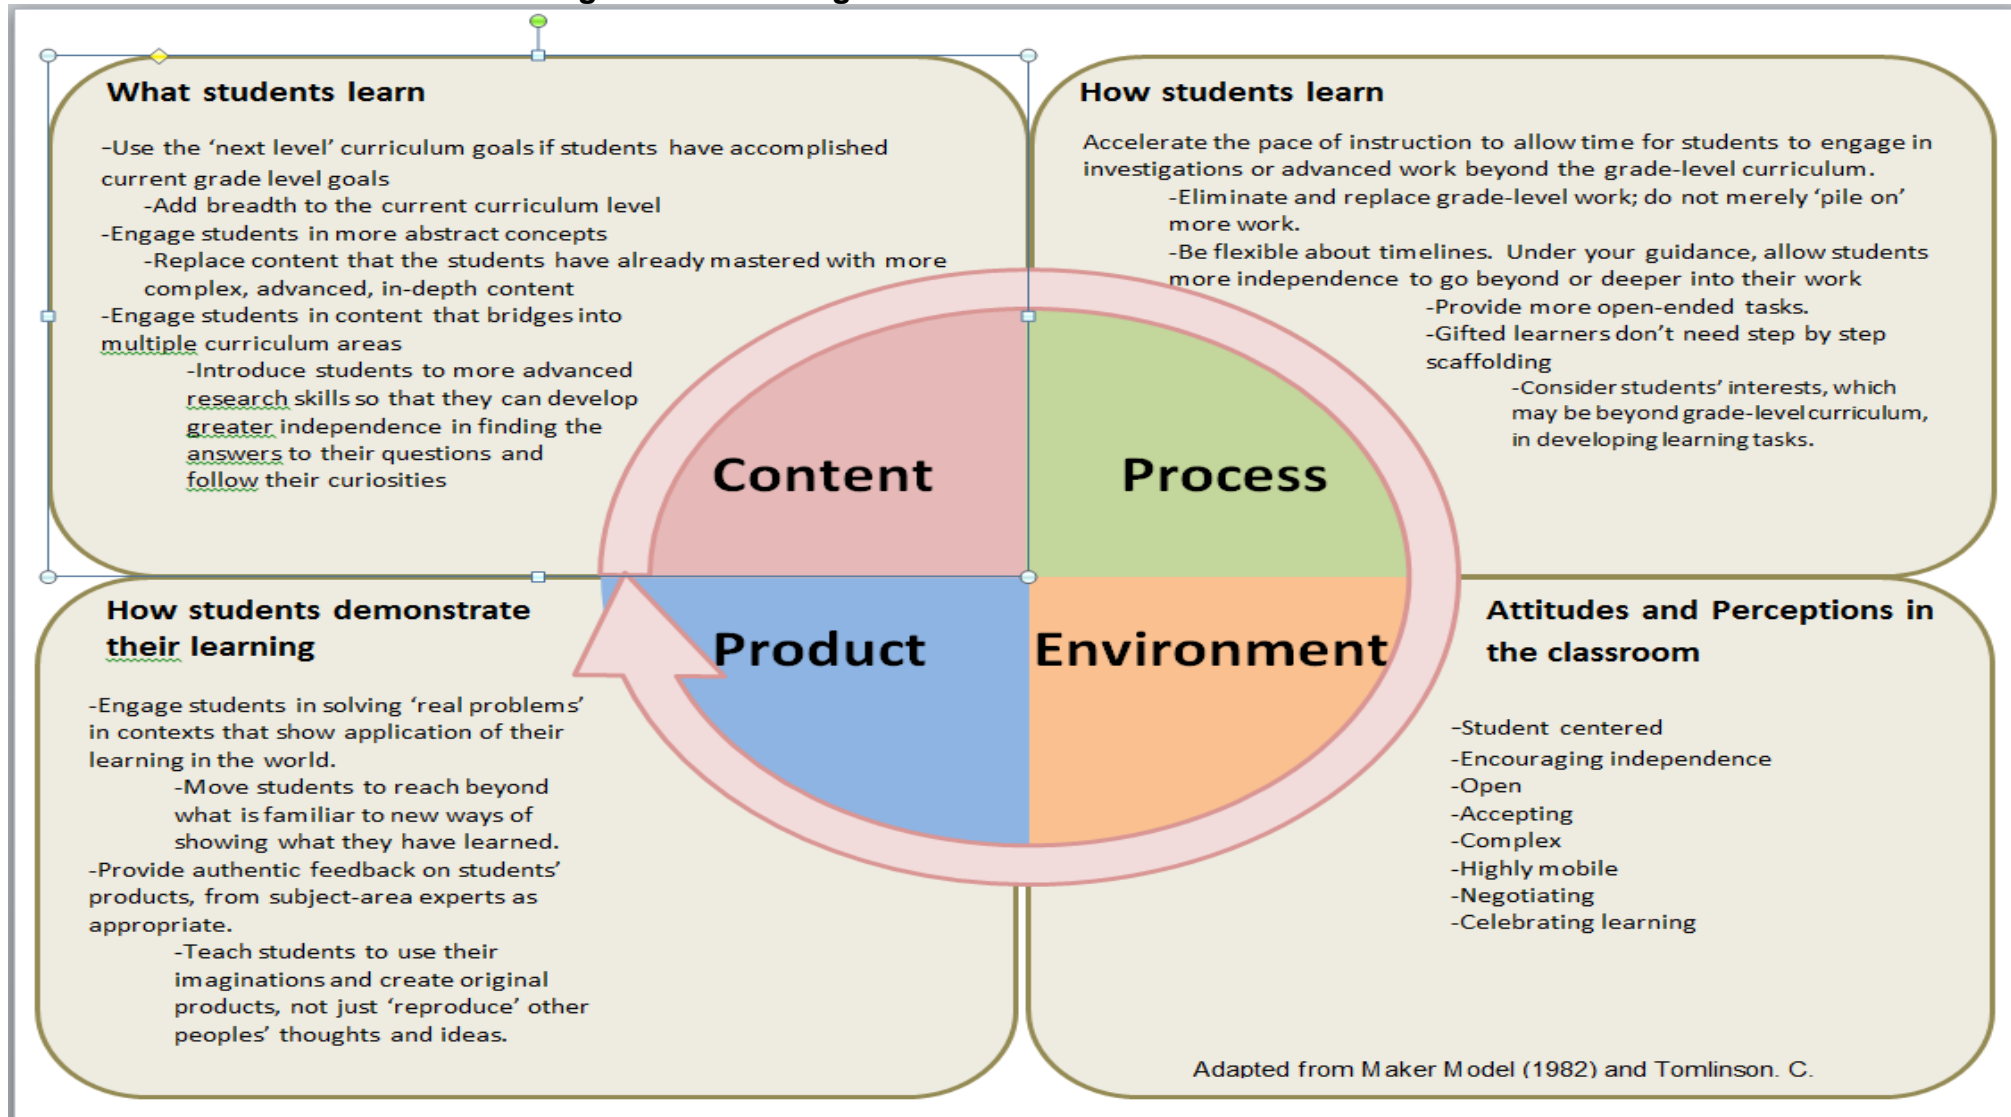 What students learn
-Use the ‘next level’ curriculum goals if students have accomplished
current grade level goals
-Add breadth to the current curriculum level
-Engage students in more abstract concepts
-Replace content that the students have already mastered with more
complex, advanced, in-depth content
-Engage students in content that bridges into
multiple curriculum areas
-Introduce students to more advanced
research skills so that they can develop
greater independence in finding the
answers to their questions and
follow their curiosities
How students learn
Accelerate the pace of instruction to allow time for students to engage in
investigations or advanced work beyond the grade-level curriculum.
-Eliminate and replace grade-level work; do not merely ‘pile on’
more work.
-Be flexible about timelines. Under your guidance, allow students
more independence to go beyond or deeper into their work
-Provide more open-ended tasks.
-Gifted learners don’t need step by step
scaffolding
-Consider students’ interests, which
may be beyond grade-level curriculum,
in developing learning tasks.
Content
Process
Product
Environment
How students demonstrate
their learning
-Engage students in solving ‘real problems’
in contexts that show application of their
learning in the world.
-Move students to reach beyond
what is familiar to new ways of
showing what they have learned.
-Provide authentic feedback on students’
products, from subject-area experts as
appropriate.
-Teach students to use their
imaginations and create original
products, not just ‘reproduce’ other
peoples’ thoughts and ideas.
Attitudes and Perceptions in
the classroom
-Student centered
-Encouraging independence
-Open
-Accepting
-Complex
-Highly mobile
-Negotiating
-Celebrating learning
Adapted from Maker Model (1982) and Tomlinson. C.